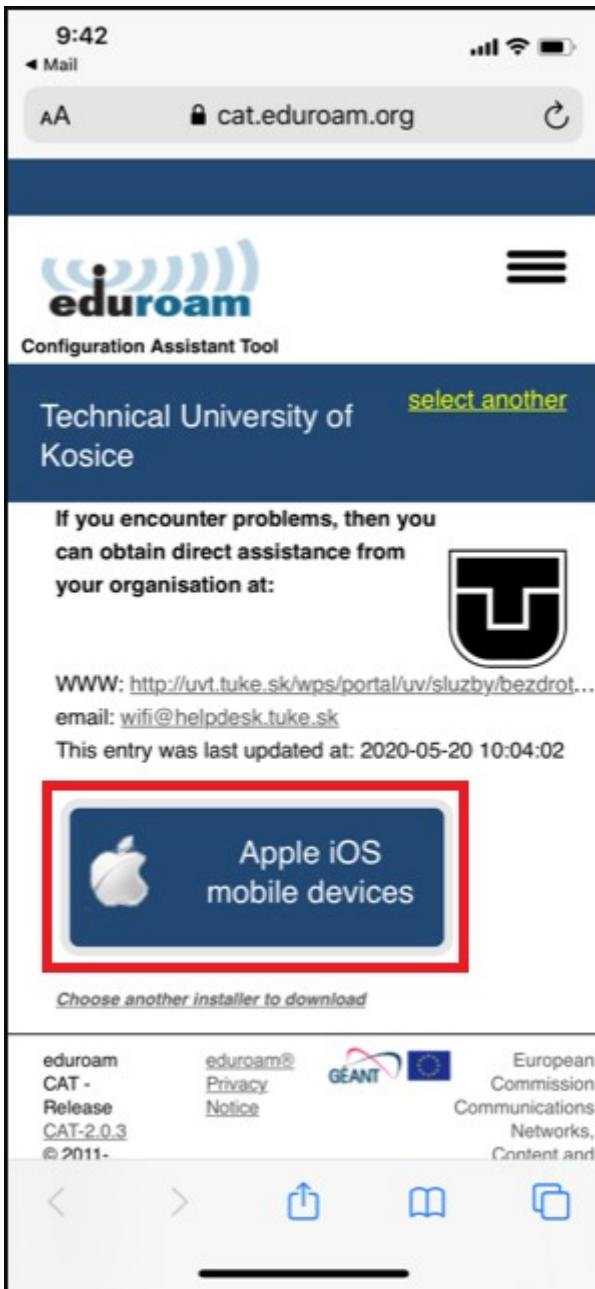 9:42
◀ Mail
AA cat.eduroam.org
eduroam
Configuration Assistant Tool
Technical University of
Kosice
select another
If you encounter problems, then you
can obtain direct assistance from
your organisation at:
WWW: http://uvt.tuke.sk/wps/portal/uv/sluzby/bezdrot...
email: wifi@helpdesk.tuke.sk
This entry was last updated at: 2020-05-20 10:04:02
Apple iOS
mobile devices
Choose another installer to download
eduroam
CAT -
Release
CAT-2.0.3
© 2011-
eduroam®
Privacy
Notice
GÉANT
European
Commission
Communications
Networks,
Content and